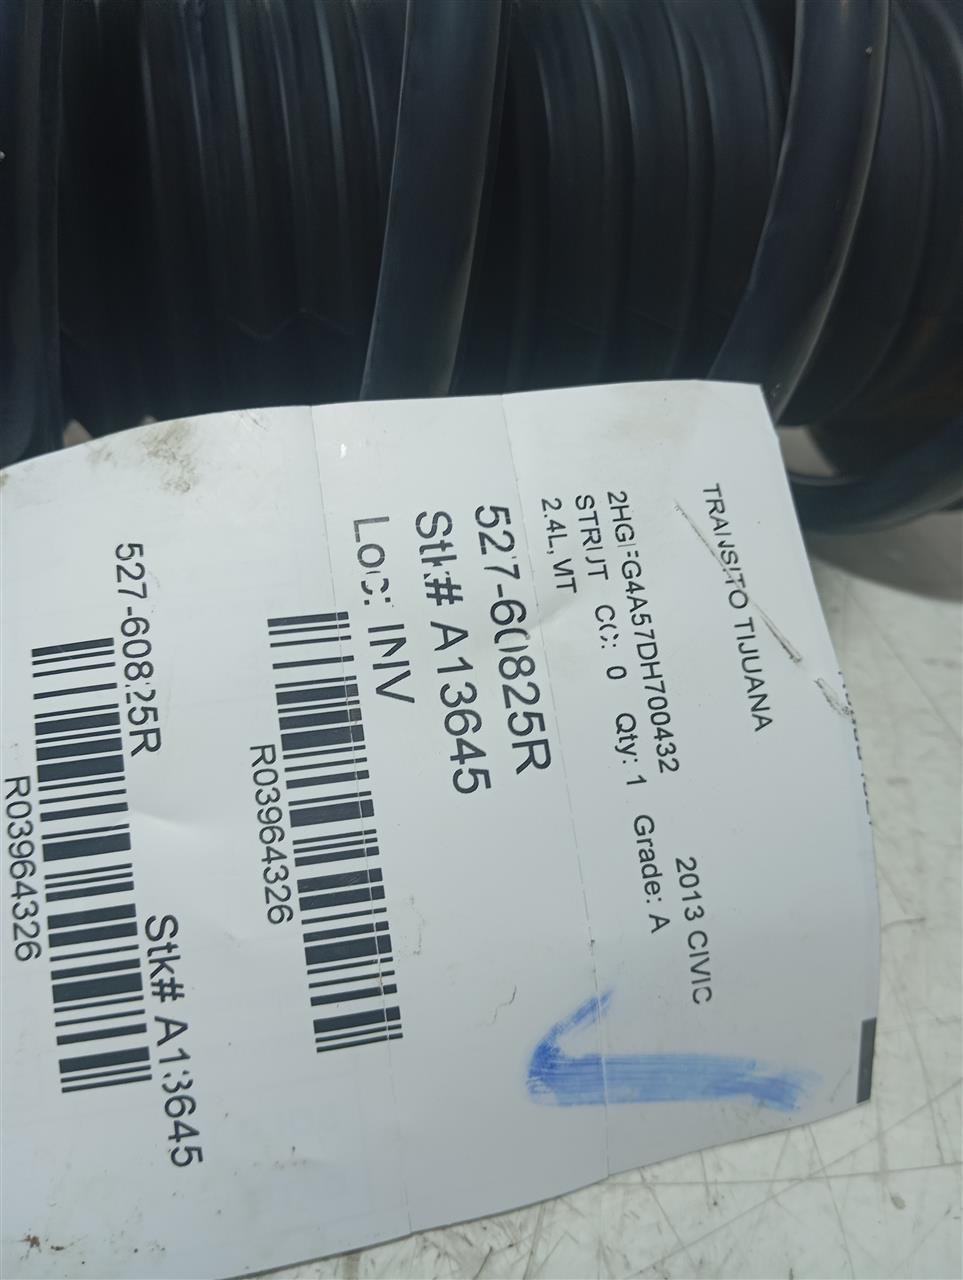 TRANSITO TIJUANA
2HGFG4A57DH700432 2013 CIVIC
STRUT CC: 0 Qty: 1 Grade: A
2.4L, MT
527-60825R
Stk# A13645
Loc: INV
R03964326
527-60825R Stk# A13645
R03964326